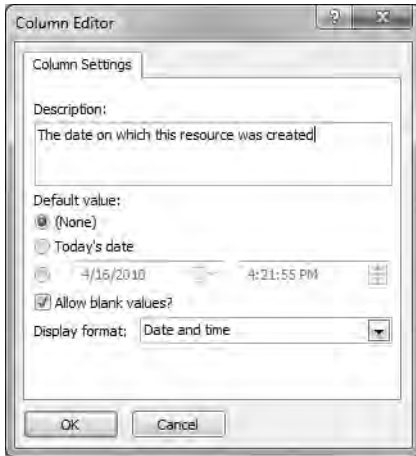 Column Editor
Column Settings
Description:
The date on which this resource was created
Default value:
(None)
Today's date
4/16/2010 4:21:55 PM
Allow blank values?
Display format: Date and time
OK Cancel